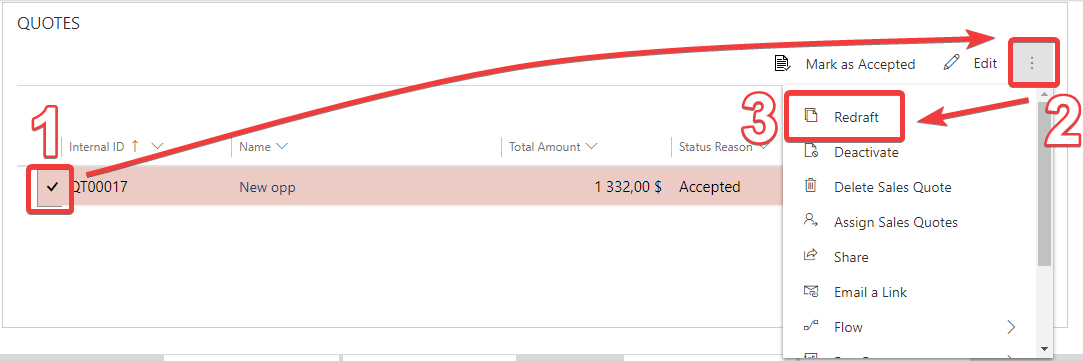 QUOTES
Mark as Accepted Edit
3
Redraft
1
2
Internal ID Name Total Amount Status Reason
Deactivate
QT00017 New opp 1 332,00 $ Accepted
Delete Sales Quote
Assign Sales Quotes
Share
Email a Link
Flow